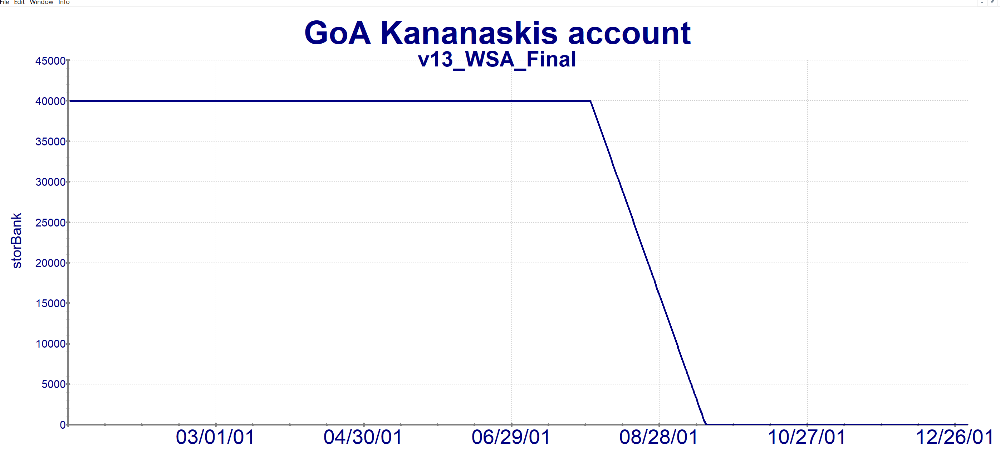 File Edit Window Info
GoA Kananaskis account
v13_WSA_Final
45000
40000
35000
30000
25000
20000
15000
10000
5000
0
storBank
03/01/01 04/30/01 06/29/01 08/28/01 10/27/01 12/26/01